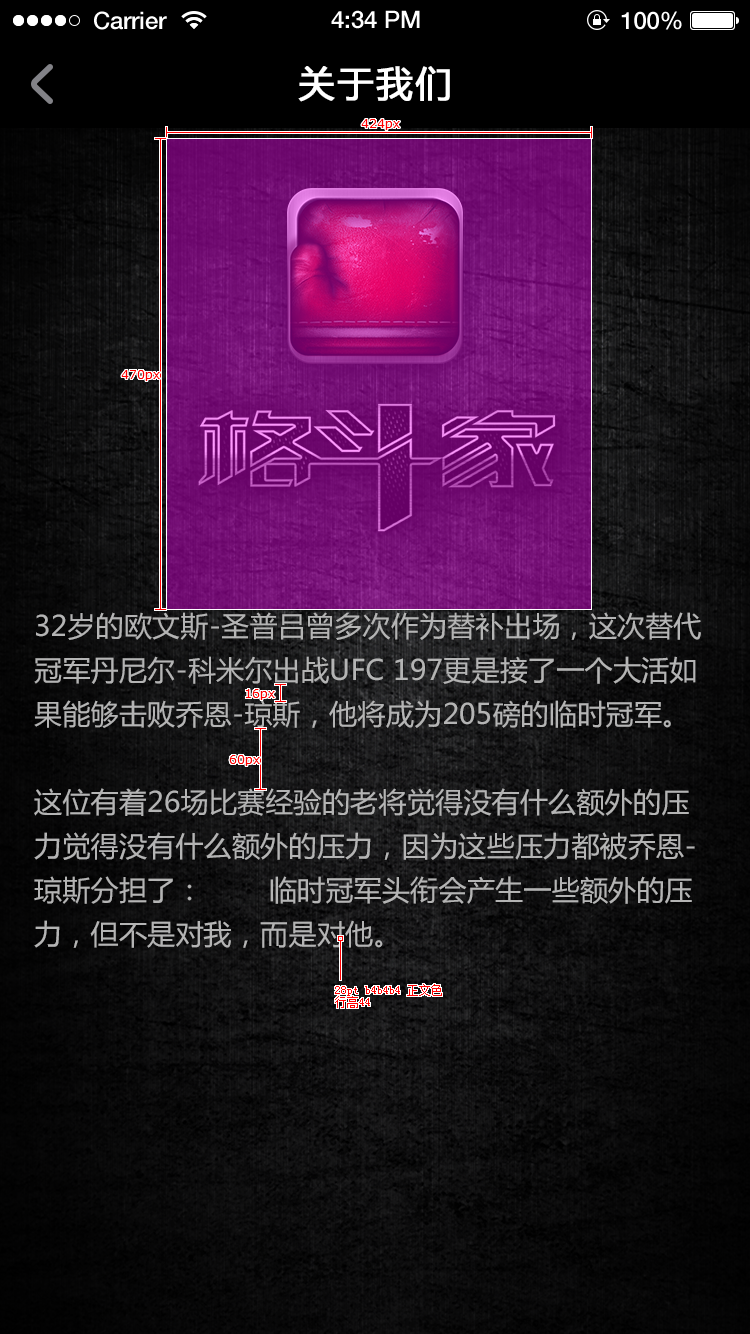 Carrier 4:34 PM 100%
关于我们
424px
470px
格斗家
32岁的欧文斯-圣普吕曾多次作为替补出场，这次替代
冠军丹尼尔-科米尔出战UFC 197更是接了一个大活如
16px
果能够击败乔恩-琼斯，他将成为205磅的临时冠军。
60px
这位有着26场比赛经验的老将觉得没有什么额外的压
力觉得没有什么额外的压力，因为这些压力都被乔恩-
琼斯分担了： 临时冠军头衔会产生一些额外的压
力，但不是对我，而是对他。
28pt b4b4b4 正文色
行高44